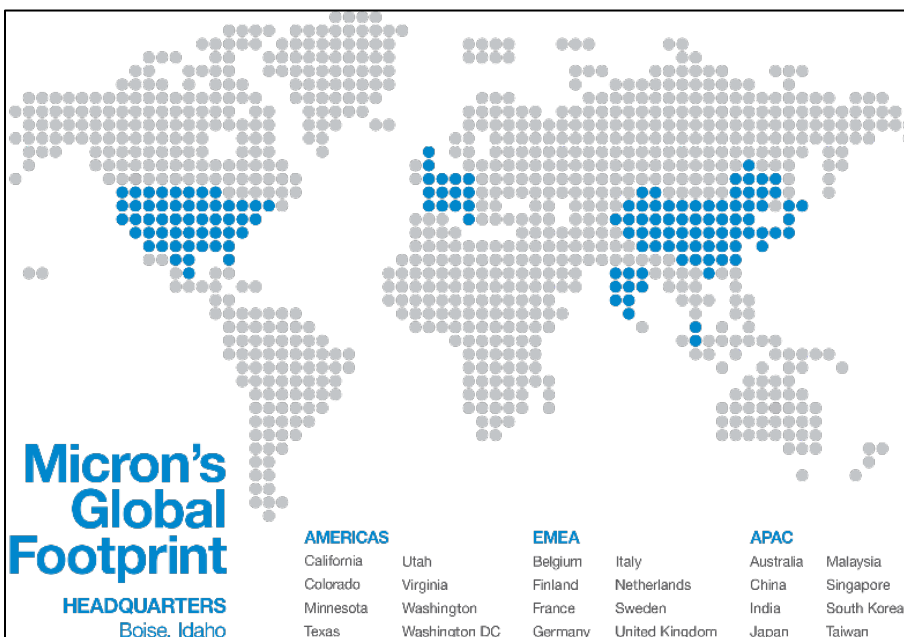 Micron's
Global
Footprint
HEADQUARTERS
Boise, Idaho
AMERICAS
California Utah
Colorado Virginia
Minnesota Washington
Texas Washington DC
EMEA
Belgium Italy
Finland Netherlands
France Sweden
Germany United Kingdom
APAC
Australia Malaysia
China Singapore
India South Korea
Japan Taiwan